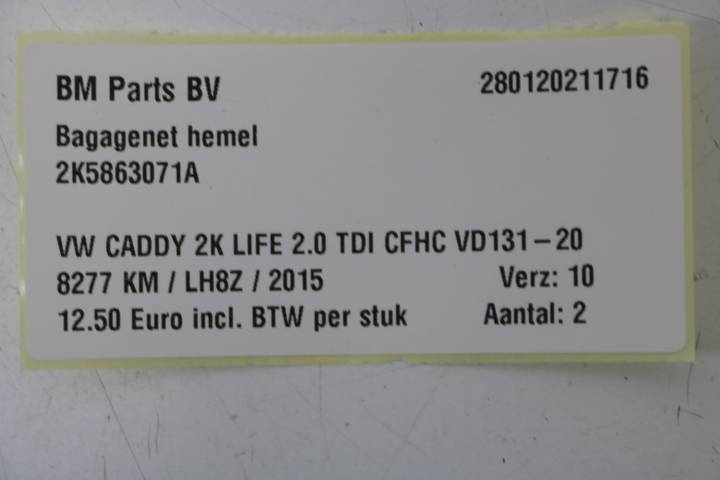 BM Parts BV 280120211716
Bagagenet hemel
2K5863071A
VW CADDY 2K LIFE 2.0 TDI CFHC VD131-20
8277 KM / LH8Z / 2015 Verz: 10
12.50 Euro incl. BTW per stuk Aantal: 2